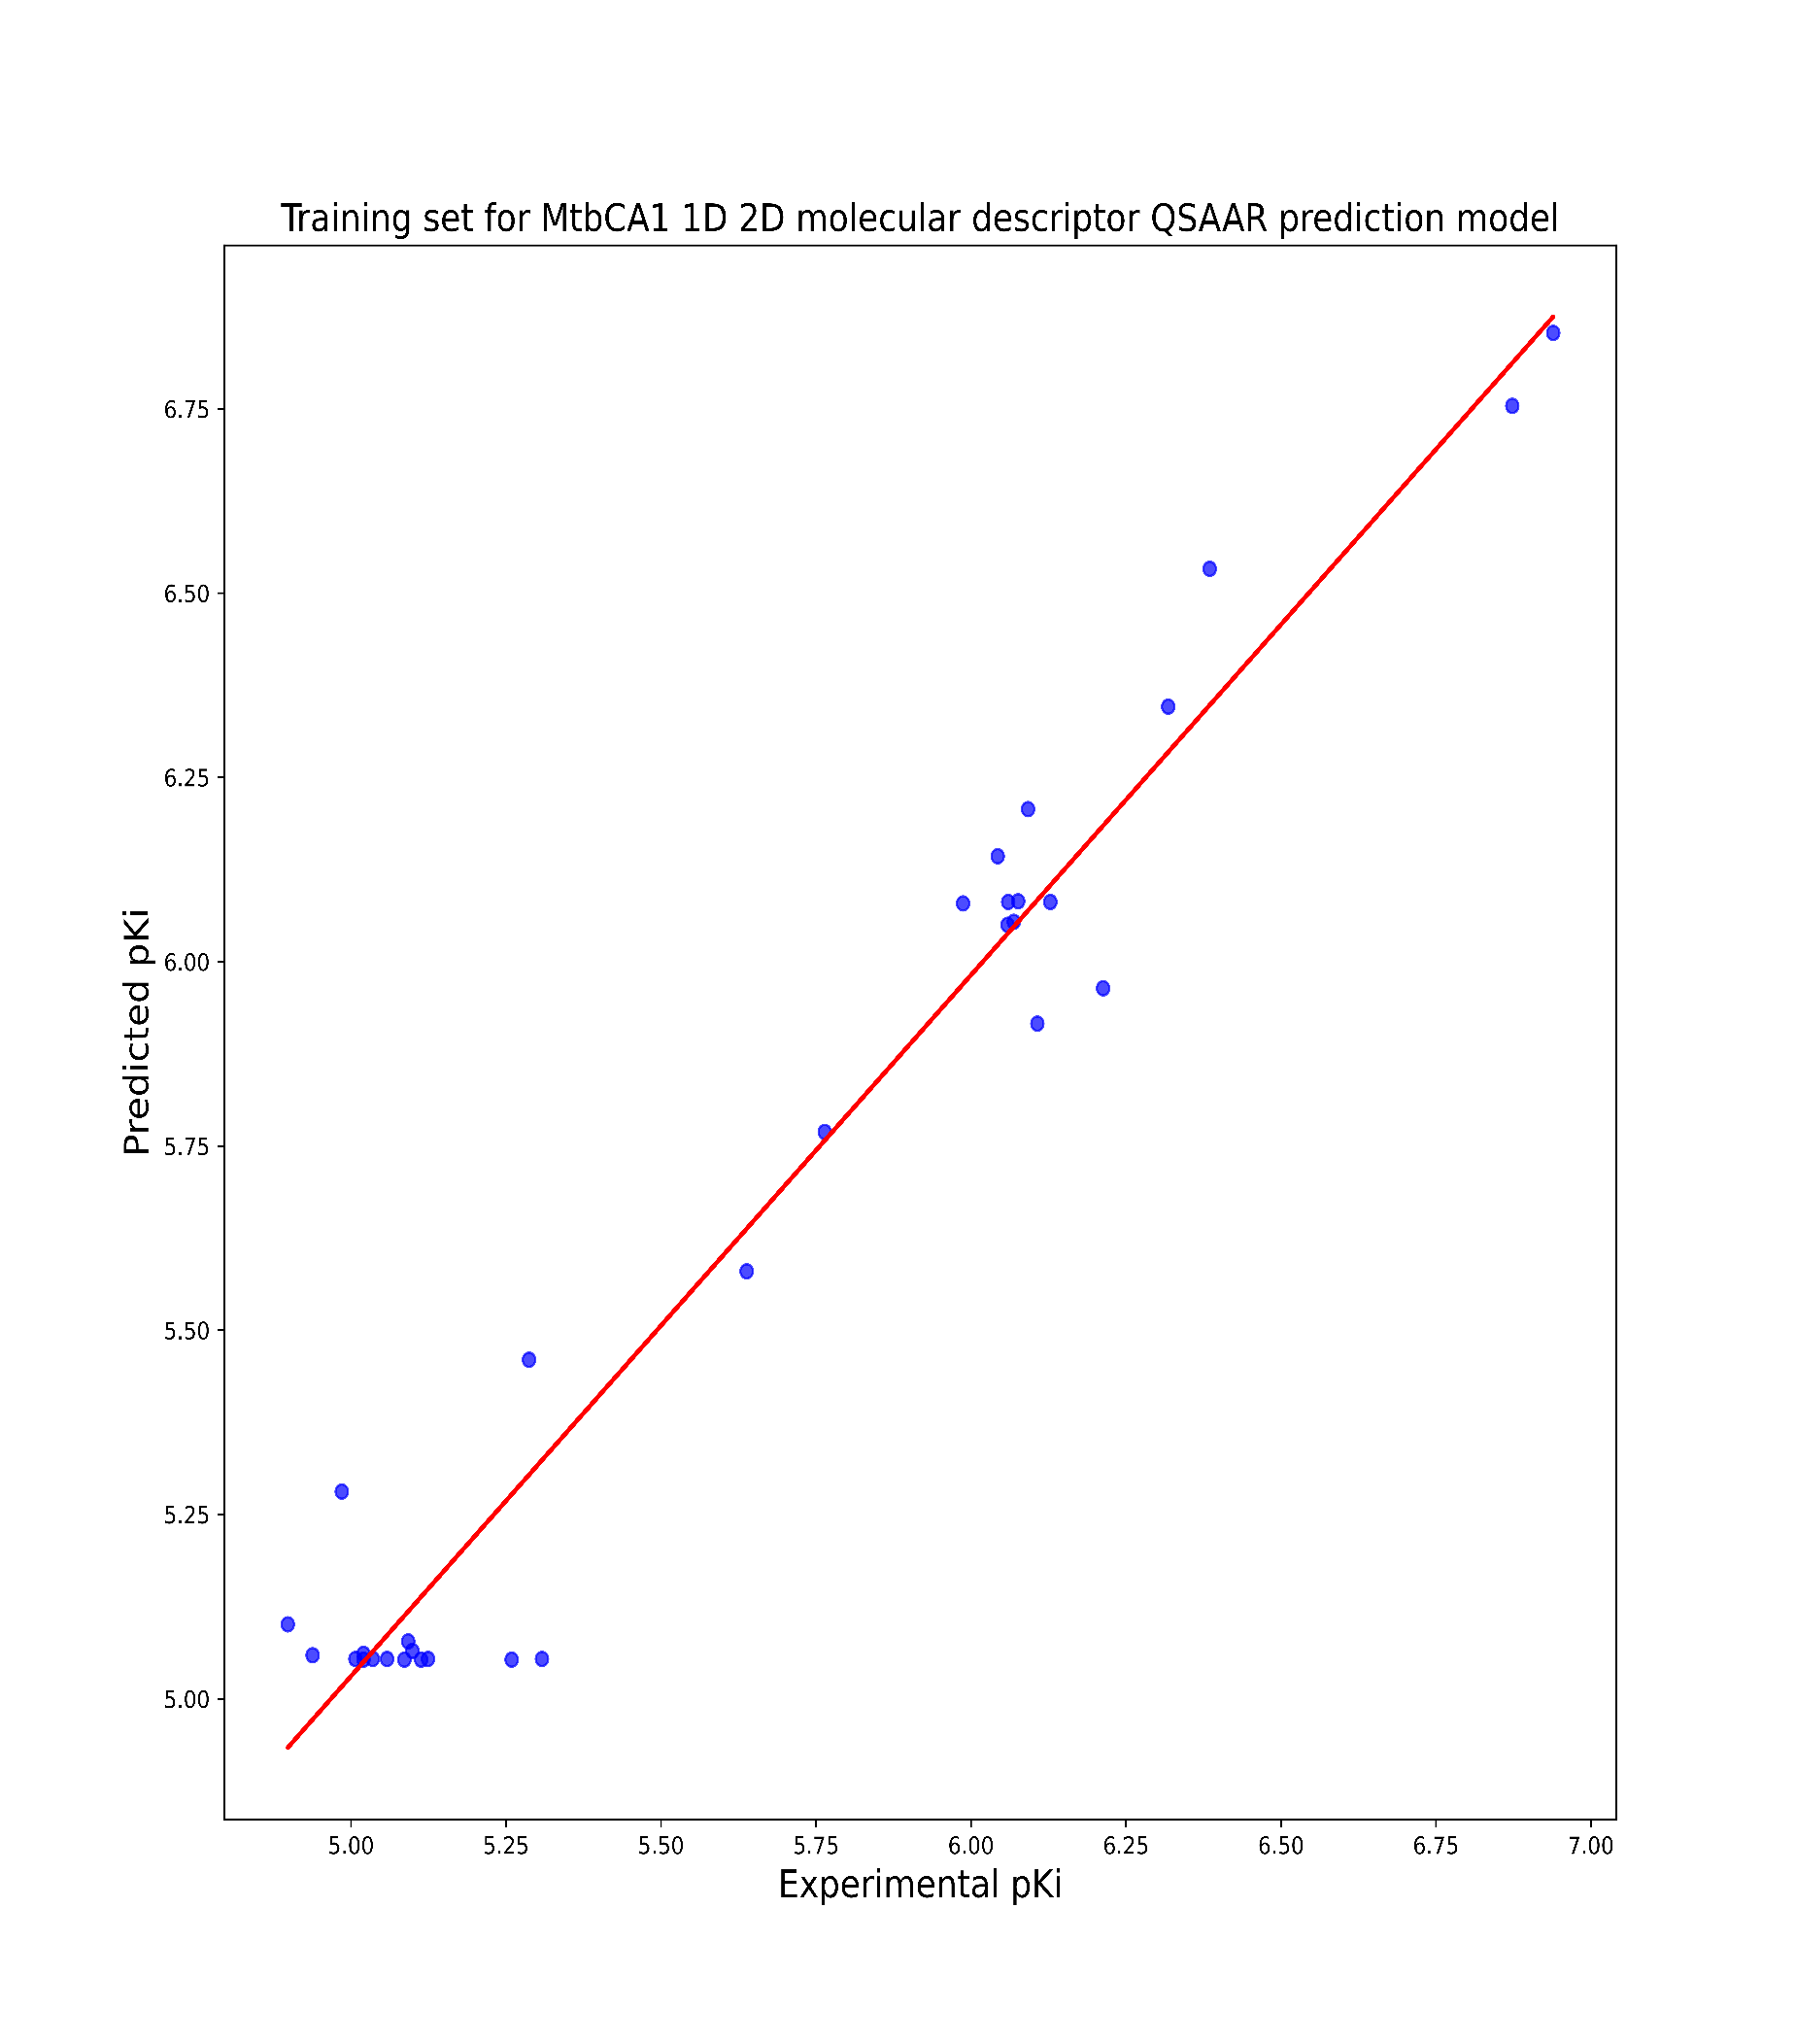 Training set for MtbCA1 1D 2D molecular descriptor QSAAR prediction model
Predicted pKi
6.75
6.50
6.25
6.00
5.75
5.50
5.25
5.00
5.00 5.25 5.50 5.75 6.00 6.25 6.50 6.75 7.00
Experimental pKi